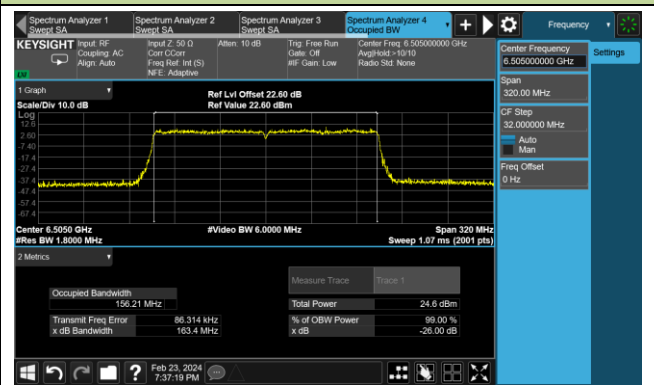 Spectrum Analyzer 1
Swept SA
Spectrum Analyzer 2
Swept SA
Spectrum Analyzer 3
Swept SA
Spectrum Analyzer 4
Occupied BW
Frequency
KEYSIGHT
Input: RF
Coupling: AC
Align: Auto
Input Z: 50 Ω
Corr CCorr
Freq Ref: Int (S)
NFE: Adaptive
Atten: 10 dB
Trig: Free Run
Gate: Off
#IF Gain: Low
Center Freq: 6.505000000 GHz
Avg|Hold:>10/10
Radio Std: None
Center Frequency
6.505000000 GHz
Settings
Span
320.00 MHz
CF Step
32.000000 MHz
Auto
Man
Freq Offset
0 Hz
1 Graph
Scale/Div 10.0 dB
Ref Lvl Offset 22.60 dB
Ref Value 22.60 dBm
Log
12.6
2.60
-7.40
-17.4
-27.4
-37.4
-47.4
-57.4
-67.4
Center 6.5050 GHz
#Video BW 6.0000 MHz
Span 320 MHz
#Res BW 1.8000 MHz
Sweep 1.07 ms (2001 pts)
2 Metrics
Measure Trace
Trace 1
Occupied Bandwidth
156.21 MHz
Total Power
24.6 dBm
Transmit Freq Error
86.314 kHz
% of OBW Power
99.00 %
x dB Bandwidth
163.4 MHz
x dB
-26.00 dB
Feb 23, 2024
7:37:19 PM